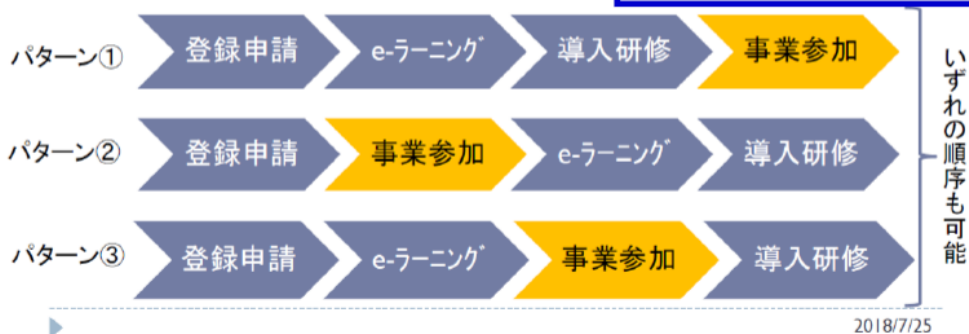 パターン① 登録申請 e-ラーニング 導入研修 事業参加
パターン② 登録申請 事業参加 e-ラーニング 導入研修
パターン③ 登録申請 e-ラーニング 事業参加 導入研修
いずれの順序も可能
2018/7/25